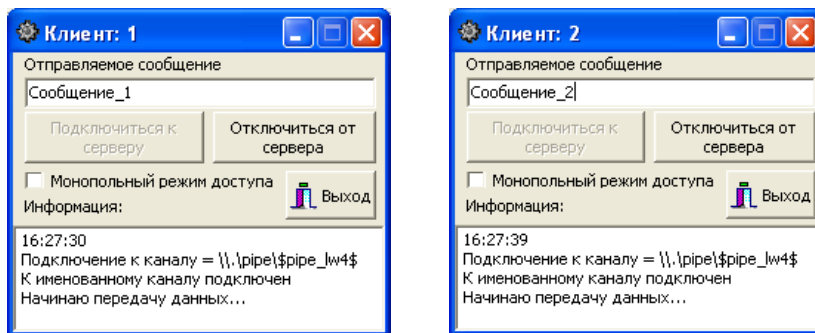 Клиент: 1
Отправляемое сообщение
Сообщение_1
Подключиться к
серверу
Отключиться от
сервера
Монопольный режим доступа
Выход
Информация:
16:27:30
Подключение к каналу = \\.\pipe\$pipe_lw4$
К именованному каналу подключен
Начинаю передачу данных...
Клиент: 2
Отправляемое сообщение
Сообщение_2
Подключиться к
серверу
Отключиться от
сервера
Монопольный режим доступа
Выход
Информация:
16:27:39
Подключение к каналу = \\.\pipe\$pipe_lw4$
К именованному каналу подключен
Начинаю передачу данных...